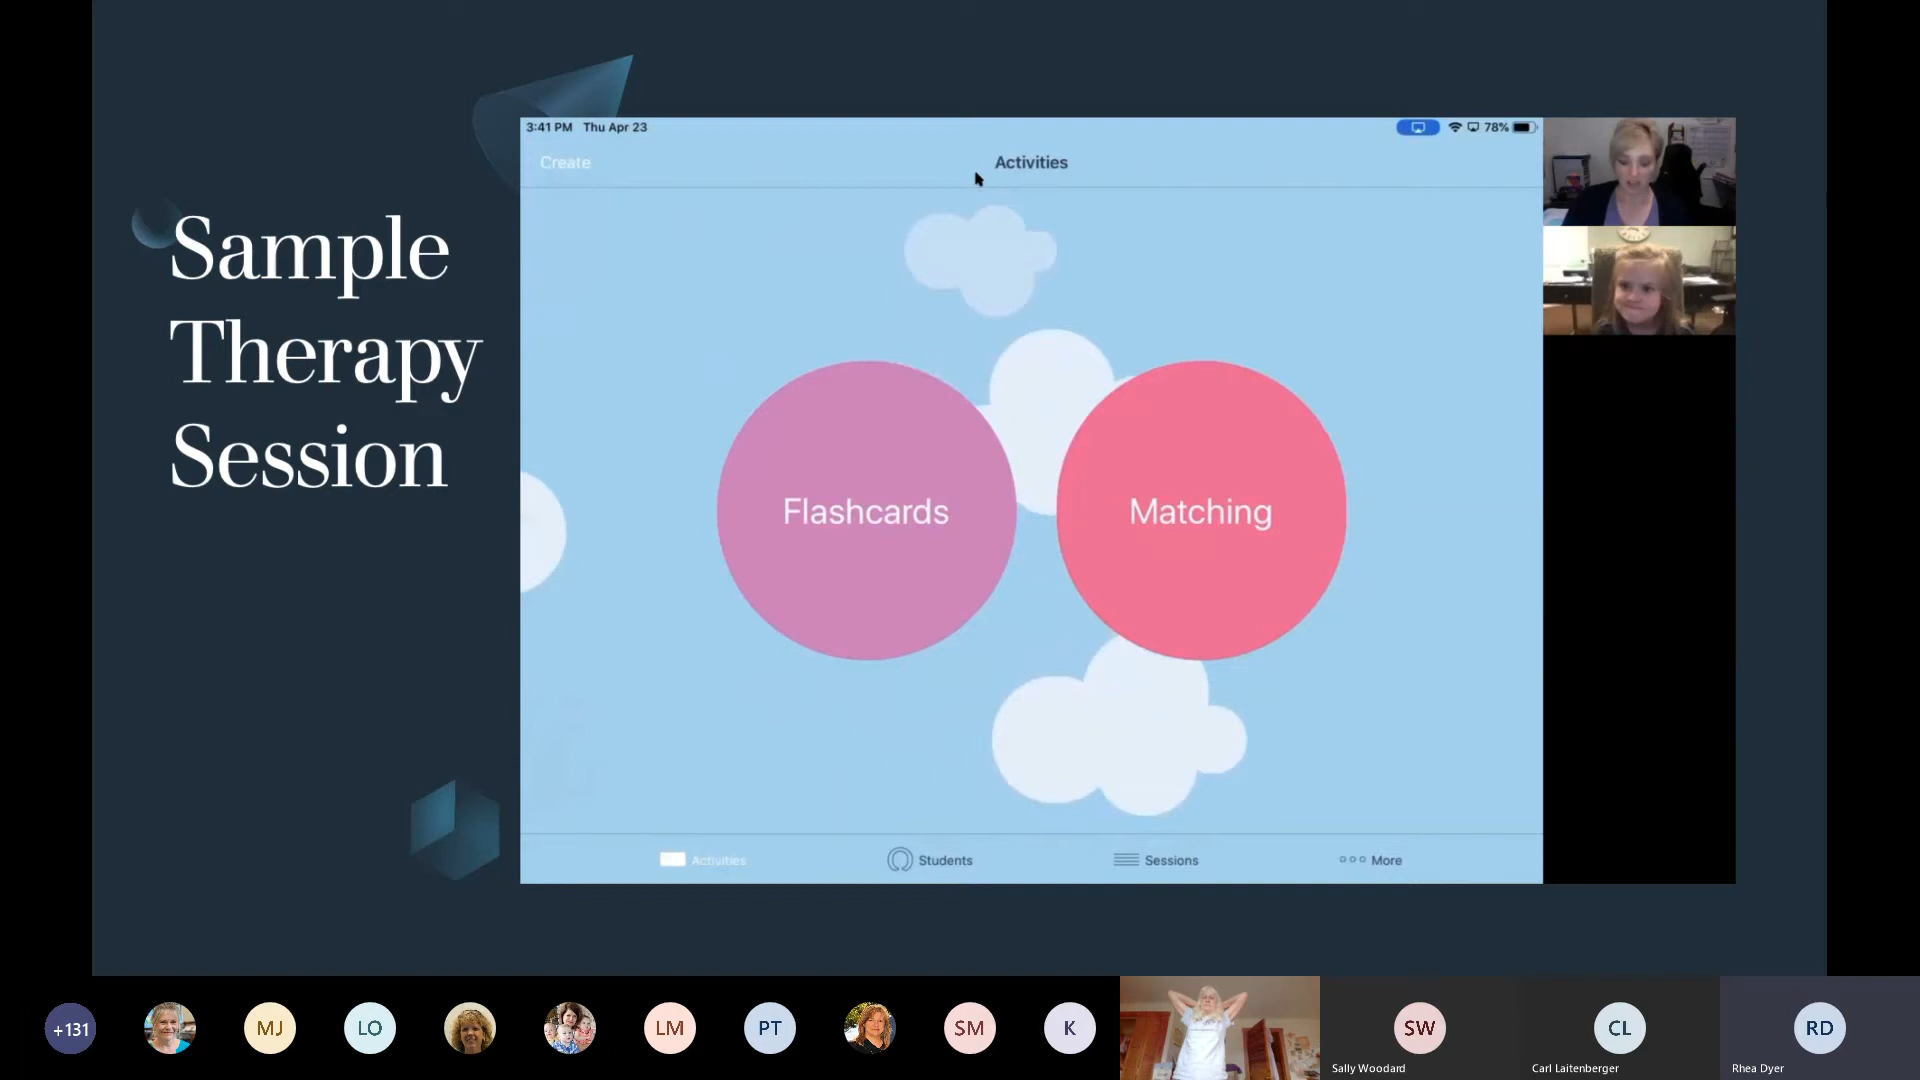 Sample
Therapy
Session
3:41 PM Thu Apr 23
78%
Create
Activities
Flashcards
Matching
Activities
Students
Sessions
More
+131
MJ
LO
LM
PT
SM
K
SW
Sally Woodard
CL
Carl Laitenberger
RD
Rhea Dyer